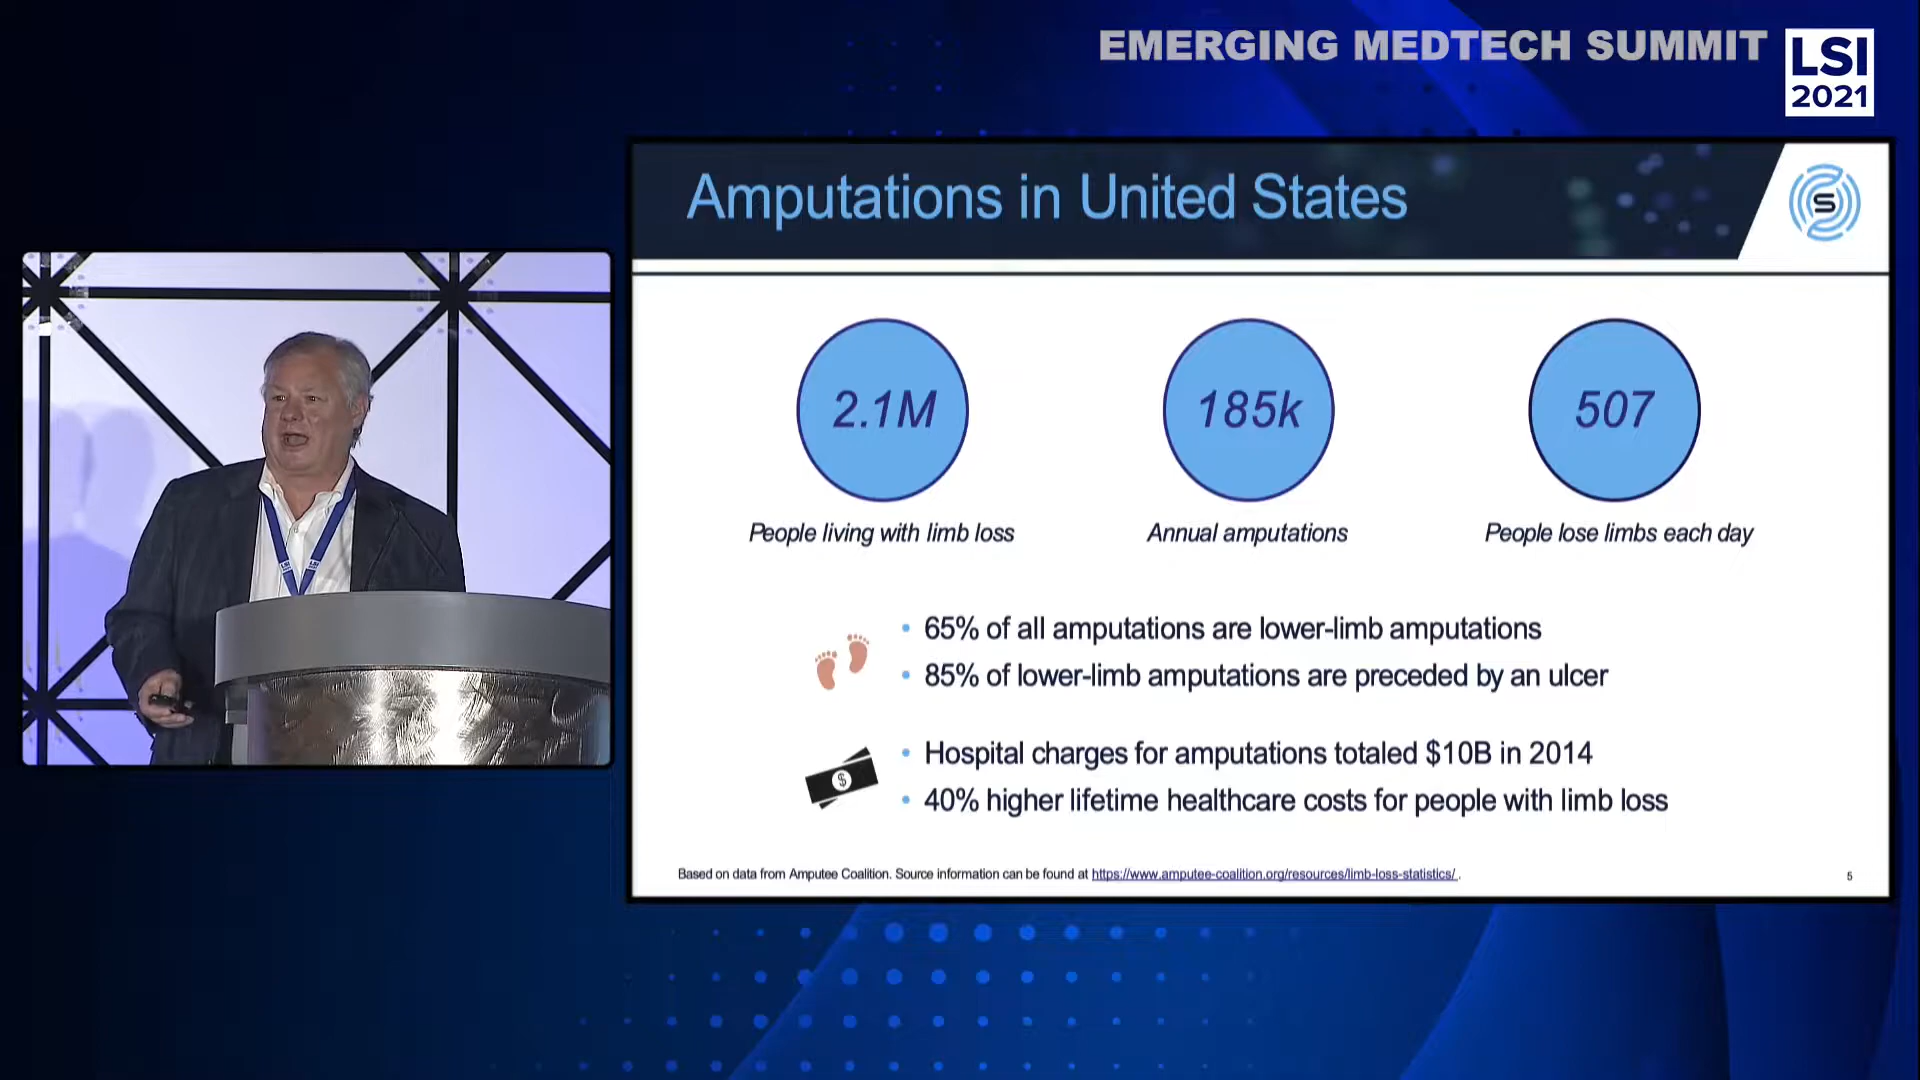 EMERGING MEDTECH SUMMIT
LSI
2021
Amputations in United States
S
2.1M
185k
507
People living with limb loss
Annual amputations
People lose limbs each day
• 65% of all amputations are lower-limb amputations
• 85% of lower-limb amputations are preceded by an ulcer
$
• Hospital charges for amputations totaled $10B in 2014
• 40% higher lifetime healthcare costs for people with limb loss
Based on data from Amputee Coalition. Source information can be found at https://www.amputee-coalition.org/resources/limb-loss-statistics/ .
5
LSI
LSI